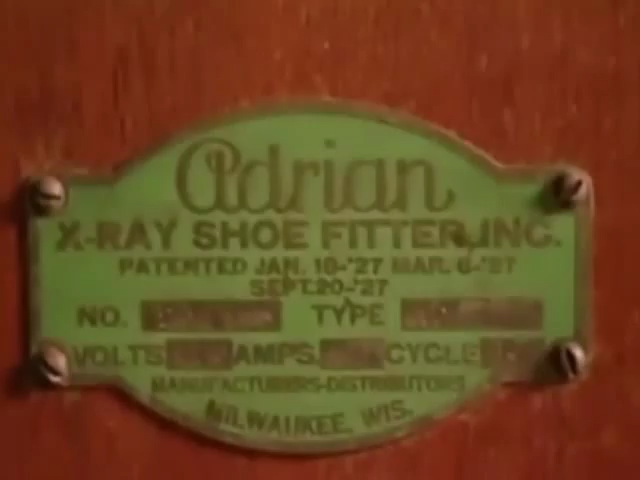 Adrian
X-RAY SHOE FITTER, INC.
PATENTED JAN. 18-'27 MAR. 6-'27
SEPT. 20-'27
NO. TYPE
VOLTS AMPS. CYCLE
MANUFACTURERS-DISTRIBUTORS
MILWAUKEE, WIS.